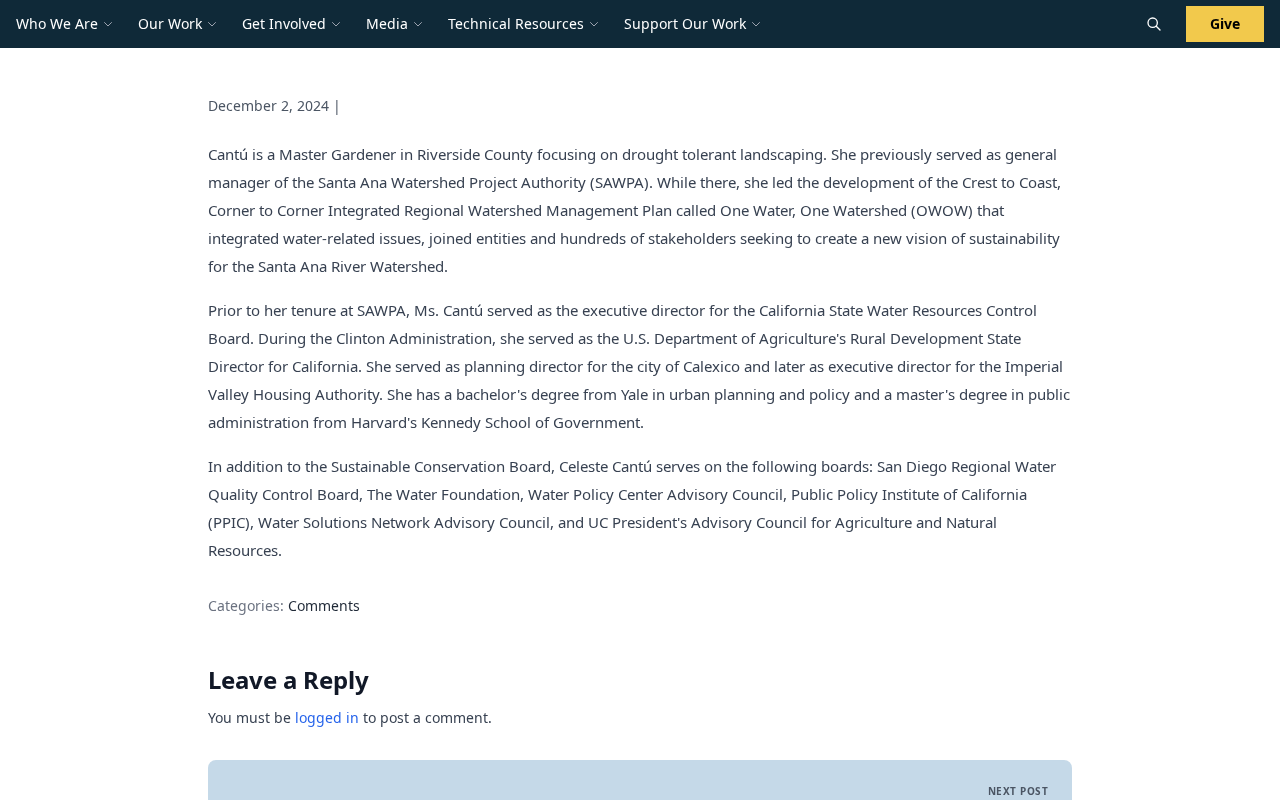 Who We Are Our Work Get Involved Media Technical Resources Support Our Work Give
December 2, 2024 |
Cantú is a Master Gardener in Riverside County focusing on drought tolerant landscaping. She previously served as general
manager of the Santa Ana Watershed Project Authority (SAWPA). While there, she led the development of the Crest to Coast,
Corner to Corner Integrated Regional Watershed Management Plan called One Water, One Watershed (OWOW) that
integrated water-related issues, joined entities and hundreds of stakeholders seeking to create a new vision of sustainability
for the Santa Ana River Watershed.
Prior to her tenure at SAWPA, Ms. Cantú served as the executive director for the California State Water Resources Control
Board. During the Clinton Administration, she served as the U.S. Department of Agriculture's Rural Development State
Director for California. She served as planning director for the city of Calexico and later as executive director for the Imperial
Valley Housing Authority. She has a bachelor's degree from Yale in urban planning and policy and a master's degree in public
administration from Harvard's Kennedy School of Government.
In addition to the Sustainable Conservation Board, Celeste Cantú serves on the following boards: San Diego Regional Water
Quality Control Board, The Water Foundation, Water Policy Center Advisory Council, Public Policy Institute of California
(PPIC), Water Solutions Network Advisory Council, and UC President's Advisory Council for Agriculture and Natural
Resources.
Categories: Comments
Leave a Reply
You must be logged in to post a comment.
NEXT POST